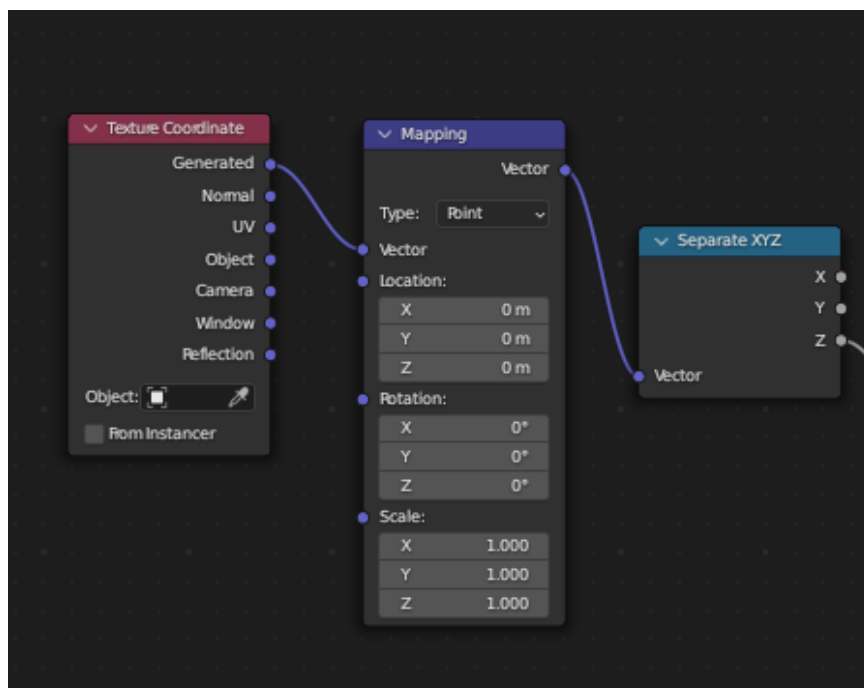 Texture Coordinate
Generated
Normal
UV
Object
Camera
Window
Reflection
Object:
From Instancer
Mapping
Vector
Type: Point
Vector
Location:
X 0 m
Y 0 m
Z 0 m
Rotation:
X 0°
Y 0°
Z 0°
Scale:
X 1.000
Y 1.000
Z 1.000
Separate XYZ
X
Y
Z
Vector